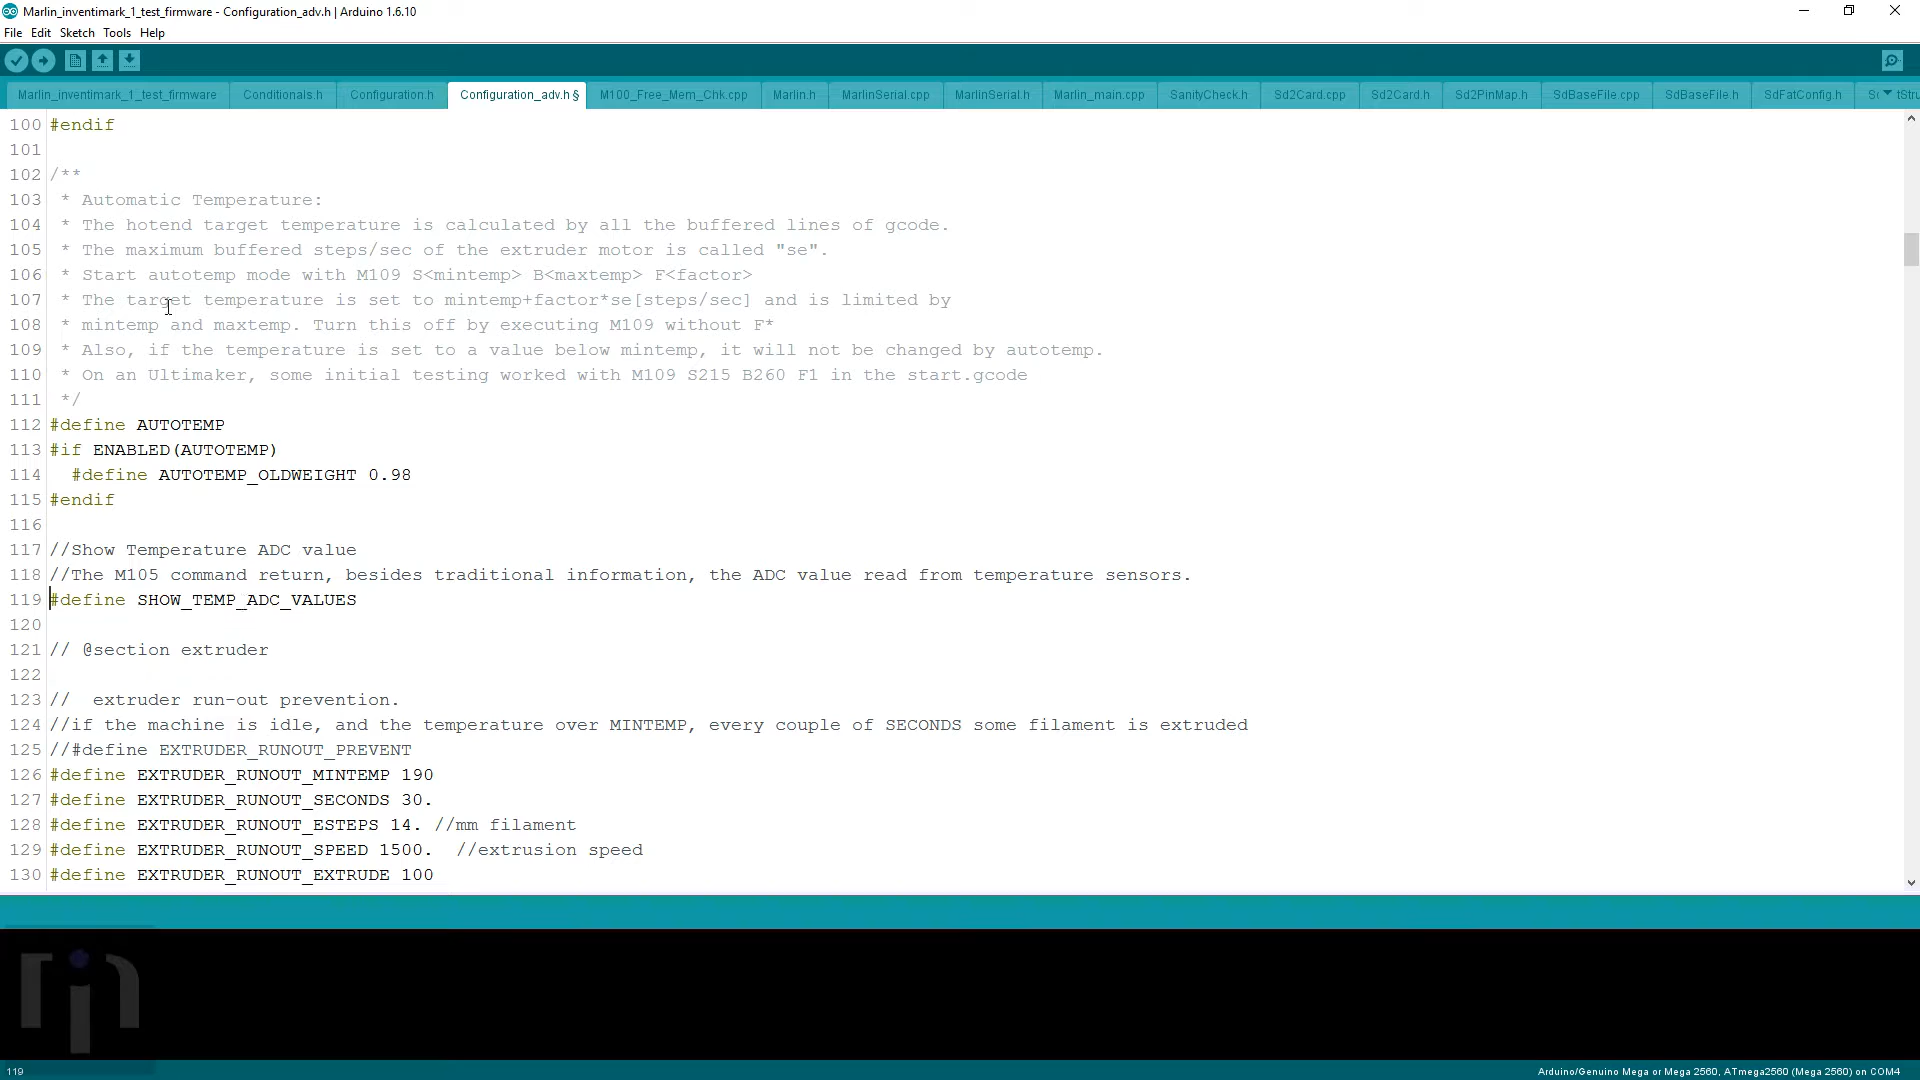 Marlin_inventimark_1_test_firmware - Configuration_adv.h | Arduino 1.6.10
File Edit Sketch Tools Help
Marlin_inventimark_1_test_firmware Conditionals.h Configuration.h Configuration_adv.h § M100_Free_Mem_Chk.cpp Marlin.h MarlinSerial.cpp MarlinSerial.h Marlin_main.cpp SanityCheck.h Sd2Card.cpp Sd2Card.h Sd2PinMap.h SdBaseFile.cpp SdBaseFile.h SdFatConfig.h
100 #endif
101
102 /**
103 * Automatic Temperature:
104 * The hotend target temperature is calculated by all the buffered lines of gcode.
105 * The maximum buffered steps/sec of the extruder motor is called "se".
106 * Start autotemp mode with M109 S<mintemp> B<maxtemp> F<factor>
107 * The target temperature is set to mintemp+factor*se[steps/sec] and is limited by
108 * mintemp and maxtemp. Turn this off by executing M109 without F*
109 * Also, if the temperature is set to a value below mintemp, it will not be changed by autotemp.
110 * On an Ultimaker, some initial testing worked with M109 S215 B260 F1 in the start.gcode
111 */
112 #define AUTOTEMP
113 #if ENABLED(AUTOTEMP)
114 #define AUTOTEMP_OLDWEIGHT 0.98
115 #endif
116
117 //Show Temperature ADC value
118 //The M105 command return, besides traditional information, the ADC value read from temperature sensors.
119 #define SHOW_TEMP_ADC_VALUES
120
121 // @section extruder
122
123 //  extruder run-out prevention.
124 //if the machine is idle, and the temperature over MINTEMP, every couple of SECONDS some filament is extruded
125 //#define EXTRUDER_RUNOUT_PREVENT
126 #define EXTRUDER_RUNOUT_MINTEMP 190
127 #define EXTRUDER_RUNOUT_SECONDS 30.
128 #define EXTRUDER_RUNOUT_ESTEPS 14. //mm filament
129 #define EXTRUDER_RUNOUT_SPEED 1500.  //extrusion speed
130 #define EXTRUDER_RUNOUT_EXTRUDE 100
119
Arduino/Genuino Mega or Mega 2560, ATmega2560 (Mega 2560) on COM4